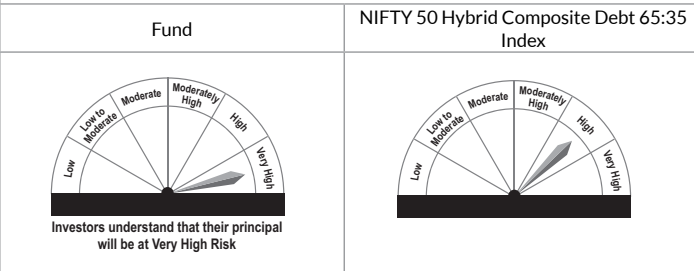 Fund
NIFTY 50 Hybrid Composite Debt 65:35
Index
Low
Low to
Moderate
Moderate
Moderately
High
High
Very High
Investors understand that their principal
will be at Very High Risk
Low
Low to
Moderate
Moderate
Moderately
High
High
Very High